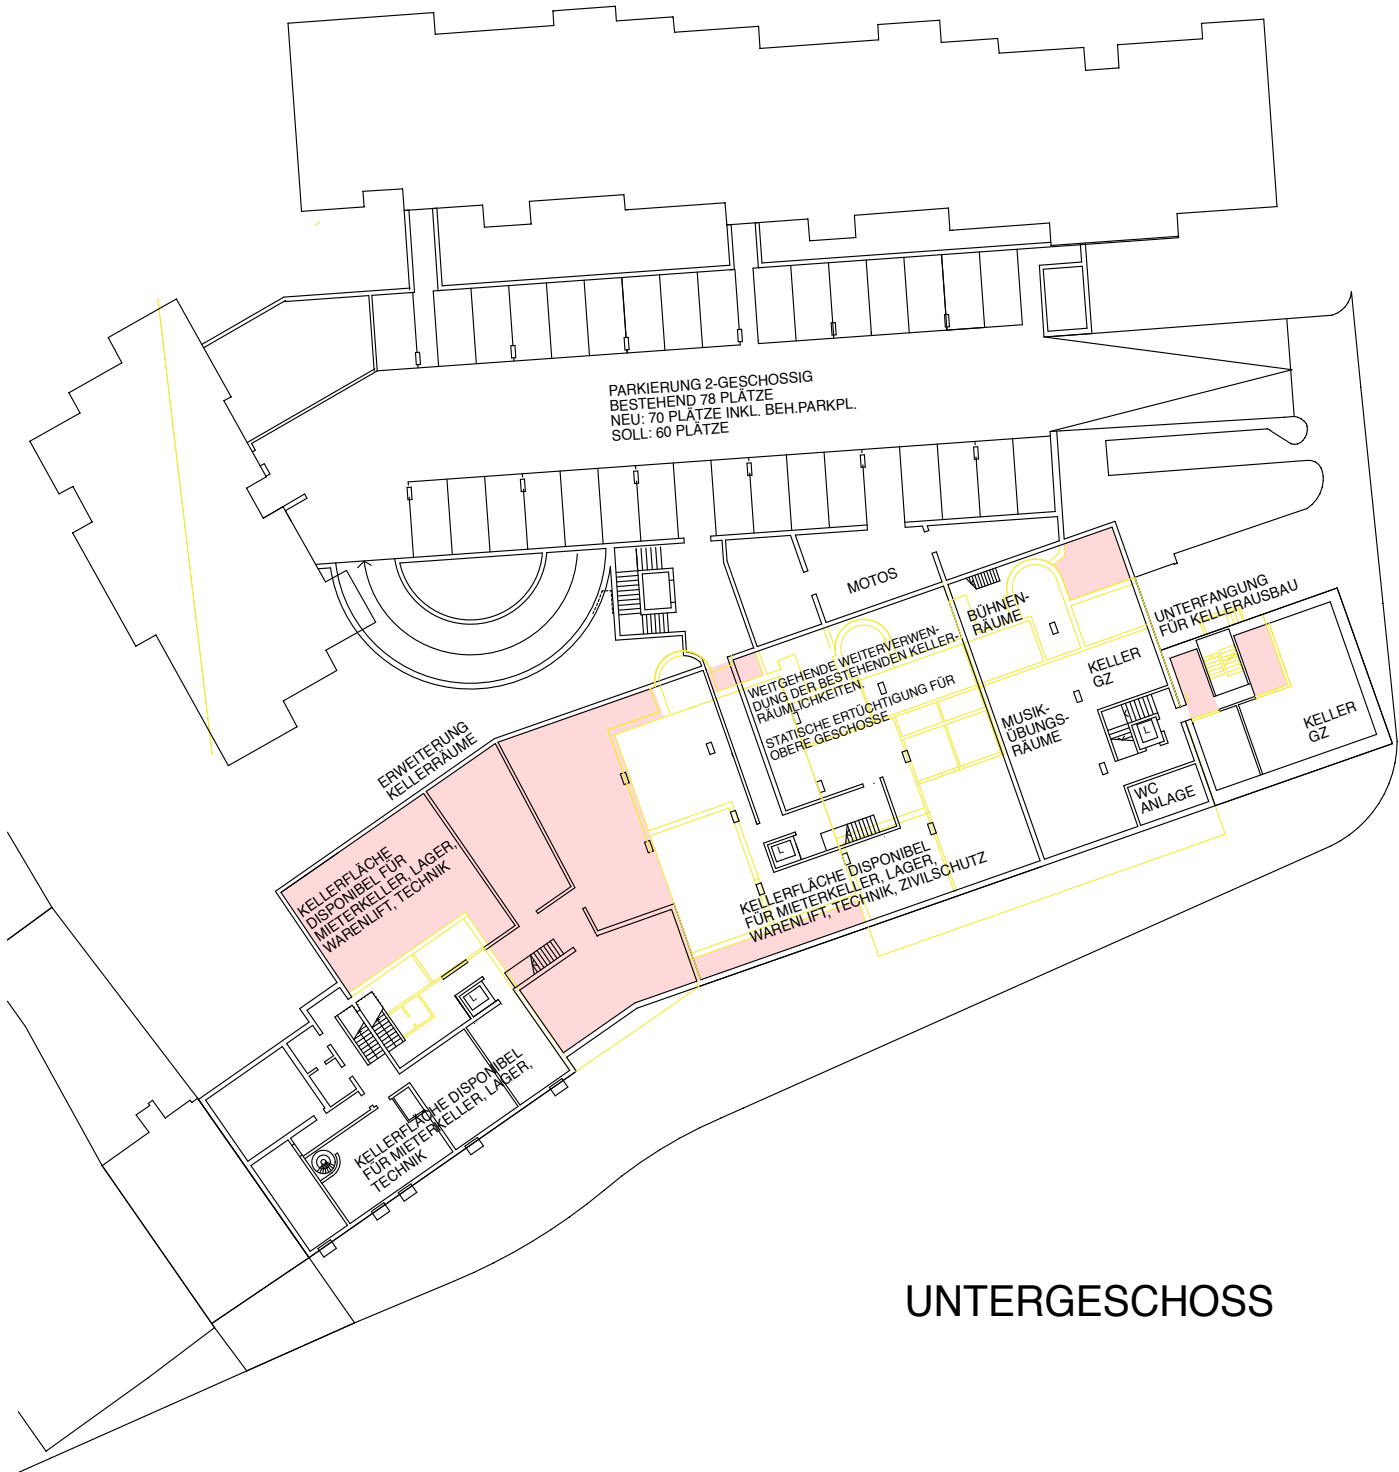 PARKIERUNG 2-GESCHOSSIG
BESTEHEND 78 PLÄTZE
NEU: 70 PLÄTZE INKL. BEH.PARKPL.
SOLL: 60 PLÄTZE
MOTOS
BÜHNEN-
RÄUME
UNTERFANGUNG
FÜR KELLERAUSBAU
WEITGEHENDE WEITERVERWEN-
DUNG DER BESTEHENDEN KELLER-
RÄUMLICHKEITEN.
STATISCHE ERTÜCHTIGUNG FÜR
OBERE GESCHOSSE
KELLER
GZ
MUSIK-
ÜBUNGS-
RÄUME
L
KELLER
GZ
WC
ANLAGE
ERWEITERUNG
KELLERRÄUME
KELLERFLÄCHE
DISPONIBEL FÜR
MIETERKELLER, LAGER,
WARENLIFT, TECHNIK
L
KELLERFLÄCHE DISPONIBEL
FÜR MIETERKELLER, LAGER,
WARENLIFT, TECHNIK, ZIVILSCHUTZ
L
KELLERFLÄCHE DISPONIBEL
FÜR MIETERKELLER, LAGER,
TECHNIK
UNTERGESCHOSS